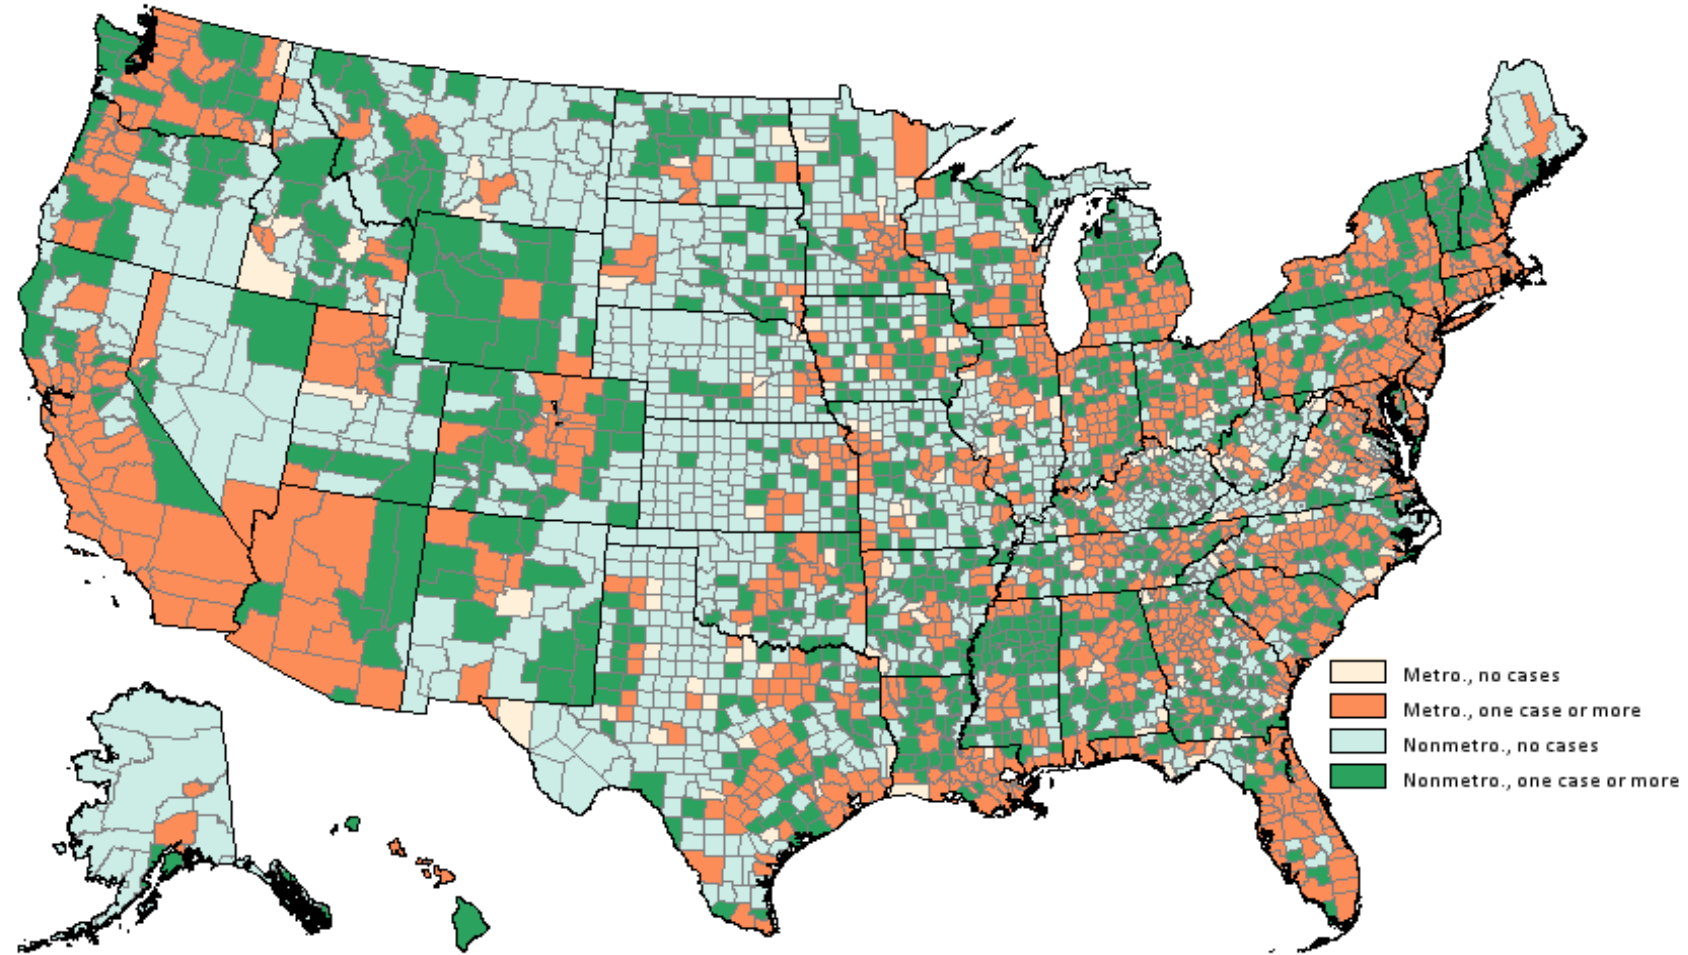 Metro., no cases
Metro., one case or more
Nonmetro., no cases
Nonmetro., one case or more